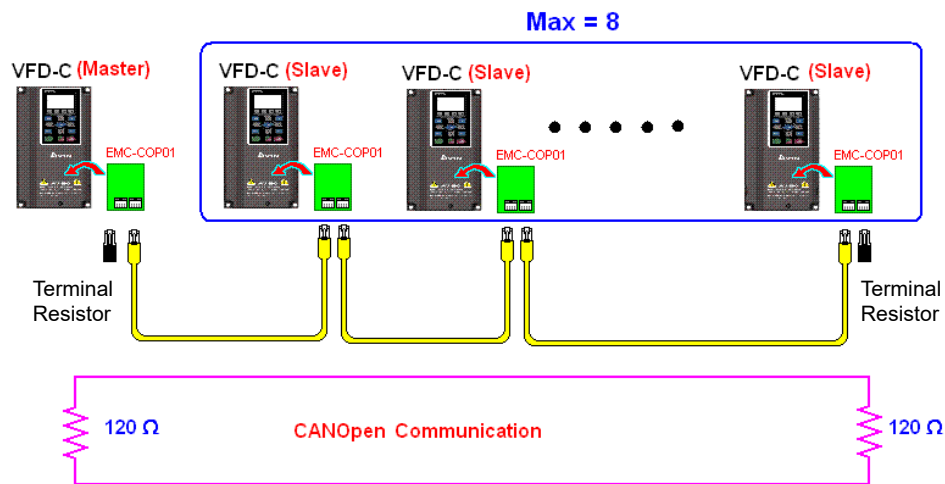 Max = 8
VFD-C (Master)
VFD-C (Slave)
VFD-C (Slave)
VFD-C (Slave)
EMC-COP01
EMC-COP01
EMC-COP01
EMC-COP01
Terminal
Resistor
Terminal
Resistor
120 Ω
CANOpen Communication
120 Ω